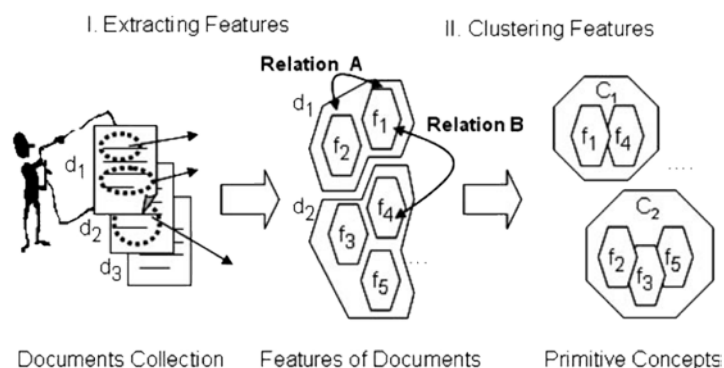 I. Extracting Features
II. Clustering Features
Relation A
Relation B
d1
d2
d3
d1
f1
f2
d2
f4
f3
f5
....
C1
f1 f4
....
C2
f2 f3 f5
Documents Collection
Features of Documents
Primitive Concepts